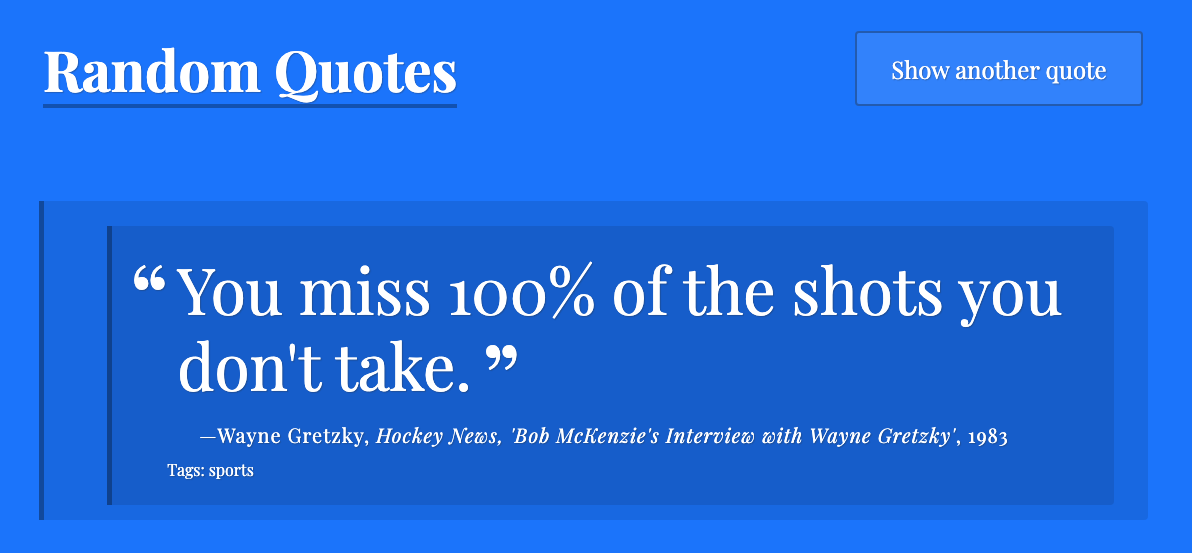 Random Quotes
Show another quote
“ You miss 100% of the shots you
don't take. ”
—Wayne Gretzky, Hockey News, 'Bob McKenzie's Interview with Wayne Gretzky', 1983
Tags: sports